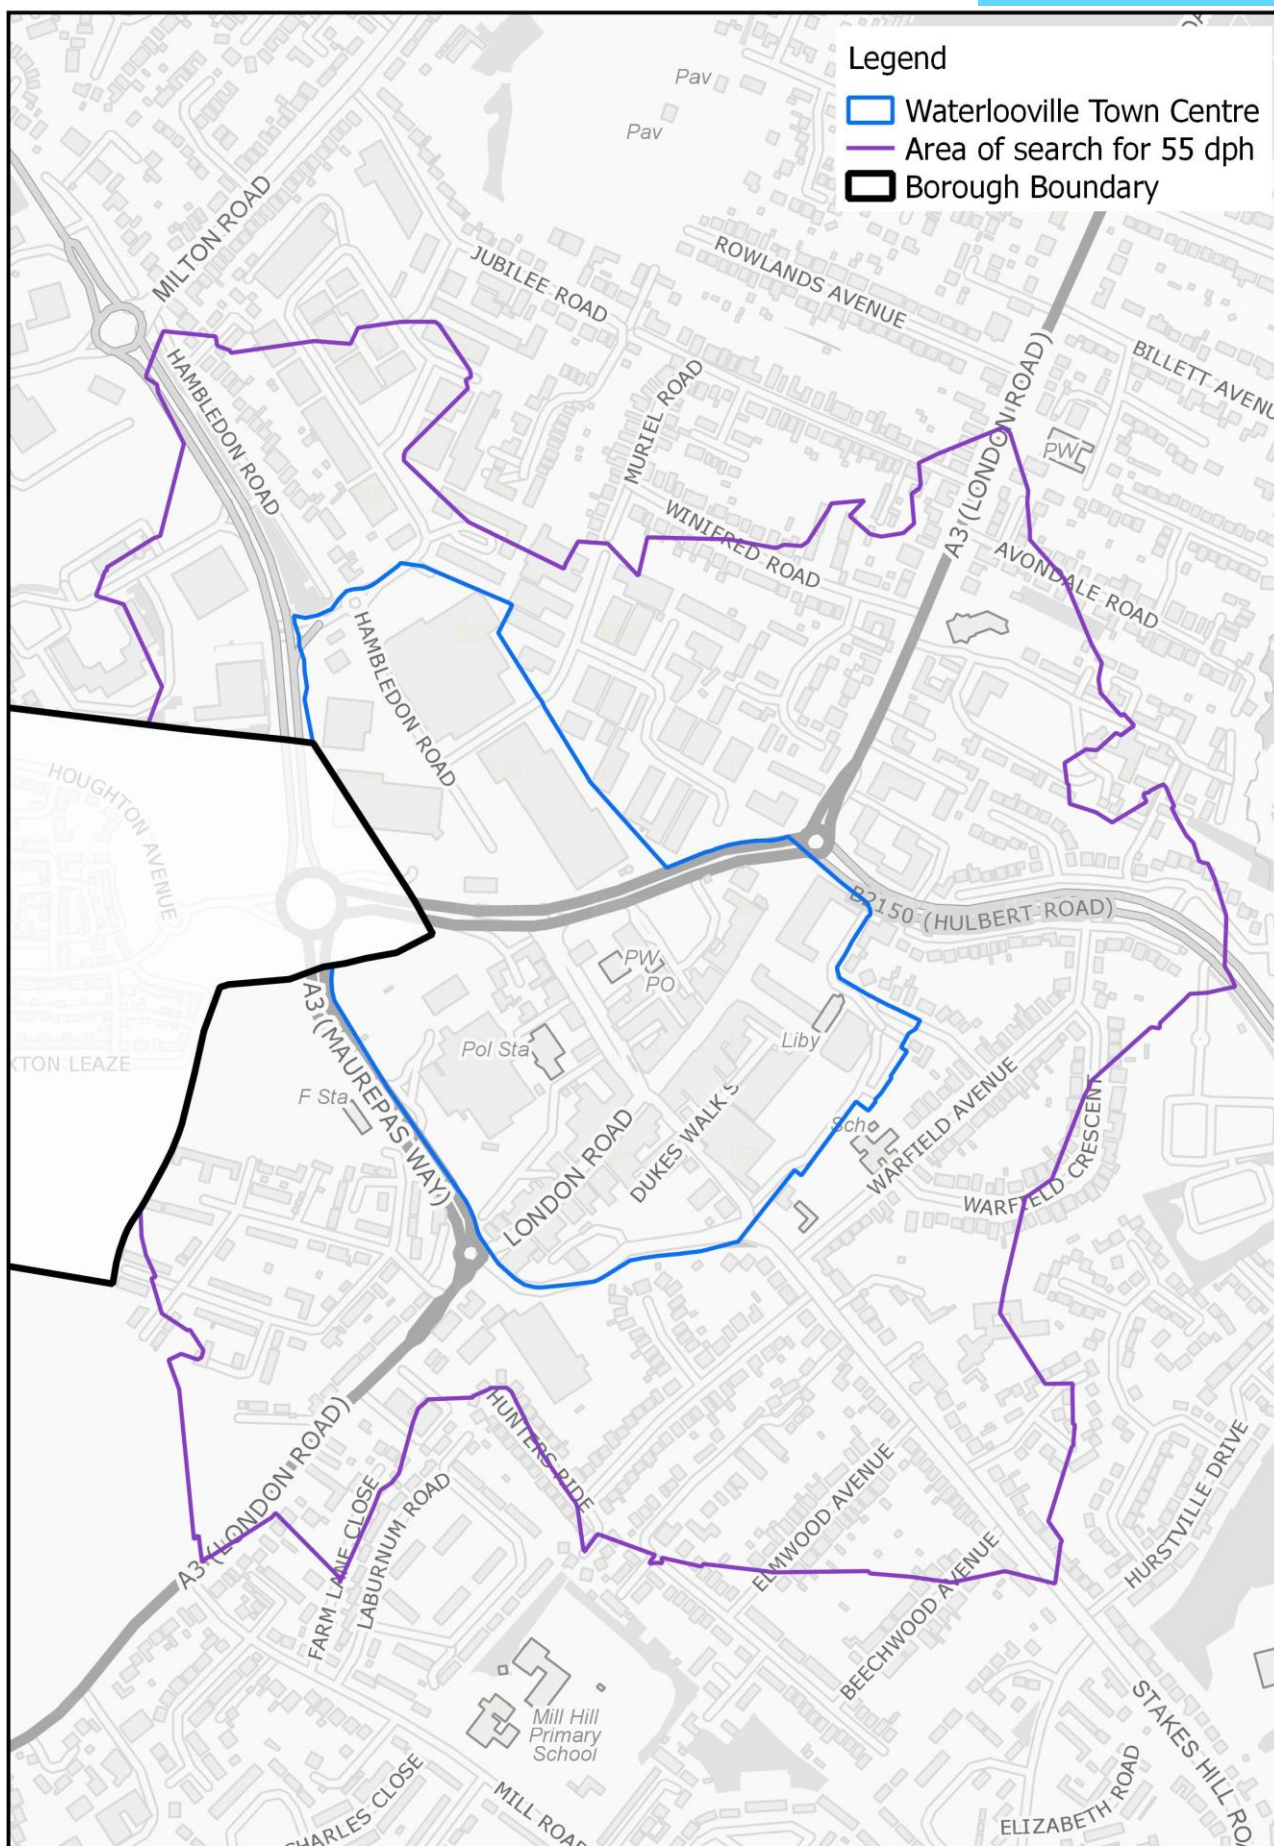 Legend
Waterlooville Town Centre
Area of search for 55 dph
Borough Boundary
Pav
Pav
MILTON ROAD
JUBILEE ROAD
ROWLANDS AVENUE
BILLETT AVENU
HAMBLEDON ROAD
MURIEL ROAD
A3 (LONDON ROAD)
PW
WINIFRED ROAD
AVONDALE ROAD
HAMBLEDON ROAD
HOUGHTON AVENUE
B2150 (HULBERT ROAD)
PW
PO
A3 (MAUREPAS WAY)
Pol Sta
Liby
XTON LEAZE
F Sta
LONDON ROAD
DUKES WALK S
Sch
WARFIELD AVENUE
WARFIELD CRESCENT
HUNTERS RIDE
A3 (LONDON ROAD)
FARM LANE CLOSE
LABURNUM ROAD
ELMWOOD AVENUE
BEECHWOOD AVENUE
HURSTVILLE DRIVE
Mill Hill
Primary
School
STAKES HILL RO
CHARLES CLOSE
MILL ROAD
ELIZABETH ROAD